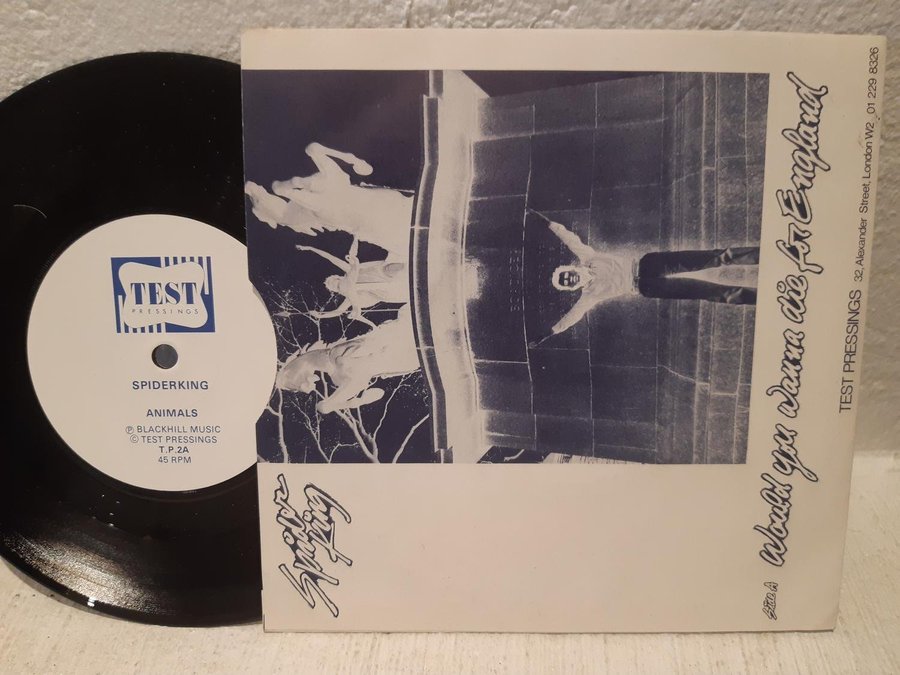 TEST
PRESSINGS
SPIDERKING
ANIMALS
Ⓟ BLACKHILL MUSIC
© TEST PRESSINGS
T.P.2A
45 RPM
Spider
King
Side A Would you wanna die for England
TEST PRESSINGS 32, Alexander Street, London W2 01 229 8326